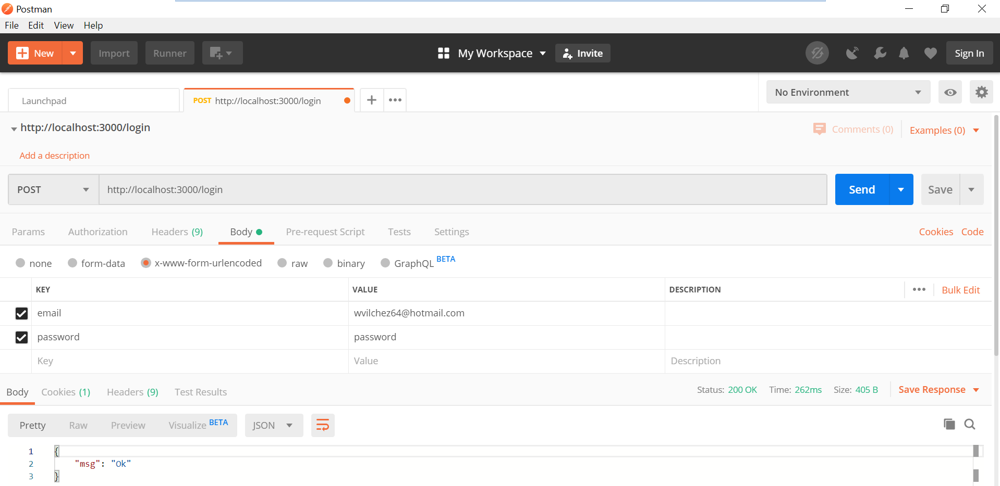 Postman
File Edit View Help
New Import Runner My Workspace Invite Sign In
Launchpad POST http://localhost:3000/login No Environment
http://localhost:3000/login Comments (0) Examples (0)
Add a description
POST http://localhost:3000/login Send Save
Params Authorization Headers (9) Body Pre-request Script Tests Settings Cookies Code
none form-data x-www-form-urlencoded raw binary GraphQL BETA
KEY VALUE DESCRIPTION Bulk Edit
email wvilchez64@hotmail.com
password password
Key Value Description
Body Cookies (1) Headers (9) Test Results Status: 200 OK Time: 262ms Size: 405 B Save Response
Pretty Raw Preview Visualize BETA JSON
1 {
2 "msg": "Ok"
3 }